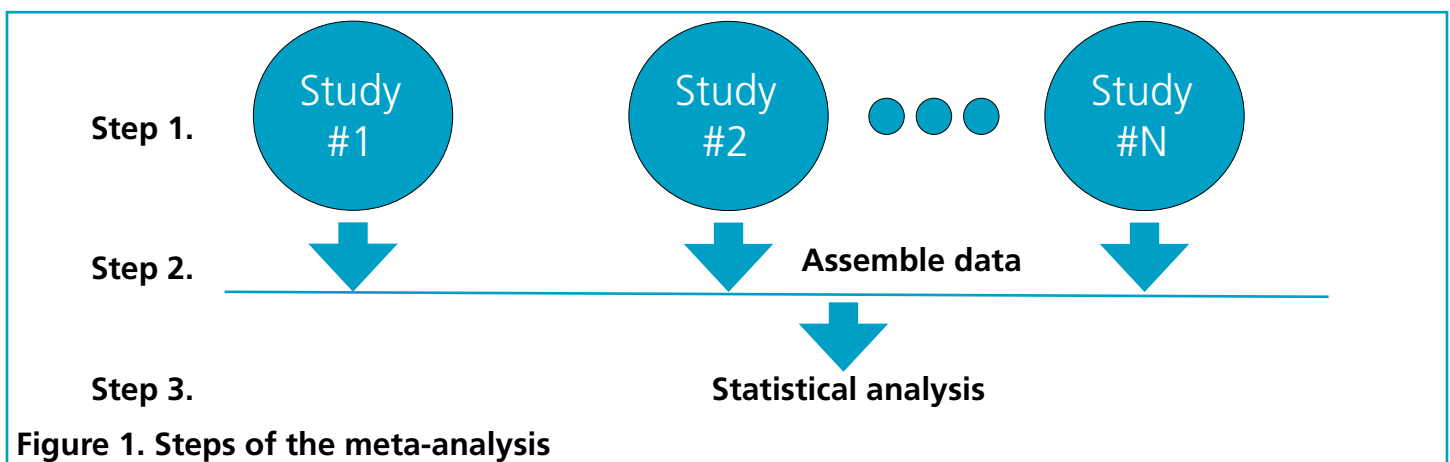 Step 1.
Study
#1
Study
#2
Study
#N
Step 2.
Assemble data
Step 3.
Statistical analysis
Figure 1. Steps of the meta-analysis